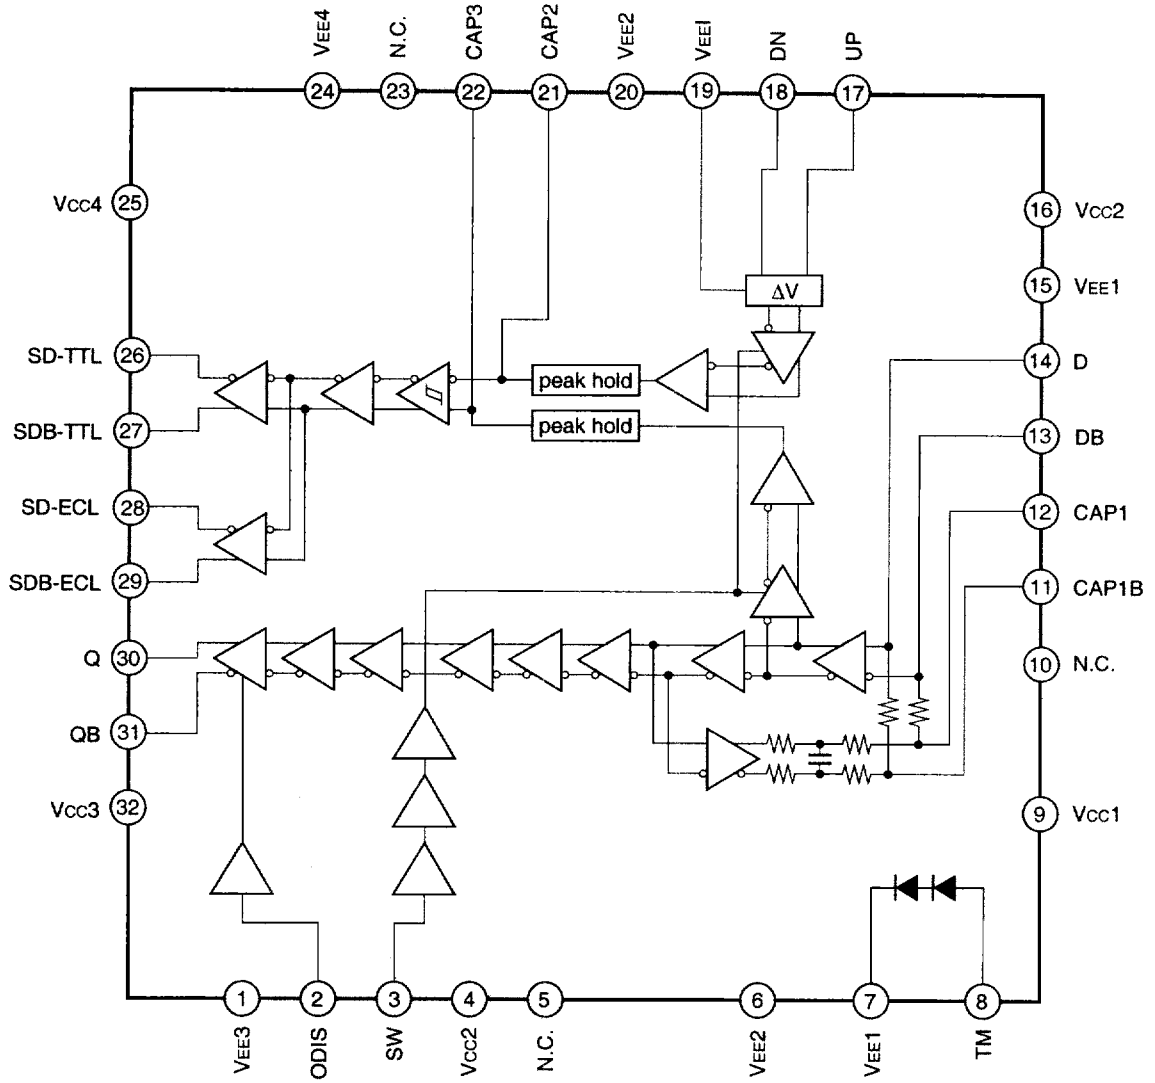 VEE4
N.C.
CAP3
CAP2
VEE2
VEEI
DN
UP
24
23
22
21
20
19
18
17
VCC4
25
16
VCC2
15
VEE1
ΔV
SD-TTL
26
14
D
peak hold
SDB-TTL
27
peak hold
13
DB
SD-ECL
28
12
CAP1
SDB-ECL
29
11
CAP1B
Q
30
10
N.C.
QB
31
VCC3
32
9
VCC1
1
2
3
4
5
6
7
8
VEE3
ODIS
SW
VCC2
N.C.
VEE2
VEE1
TM